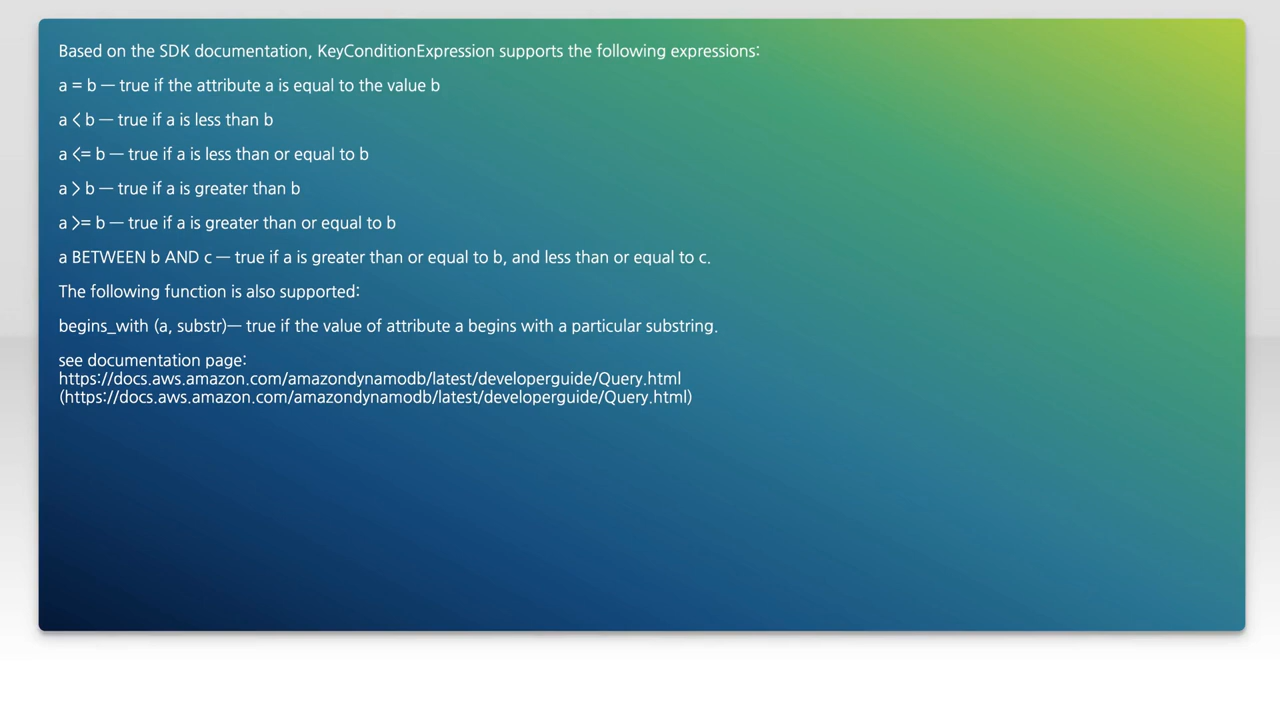 Based on the SDK documentation, KeyConditionExpression supports the following expressions:
a = b — true if the attribute a is equal to the value b
a < b — true if a is less than b
a <= b — true if a is less than or equal to b
a > b — true if a is greater than b
a >= b — true if a is greater than or equal to b
a BETWEEN b AND c — true if a is greater than or equal to b, and less than or equal to c.
The following function is also supported:
begins_with (a, substr)— true if the value of attribute a begins with a particular substring.
see documentation page:
https://docs.aws.amazon.com/amazondynamodb/latest/developerguide/Query.html
(https://docs.aws.amazon.com/amazondynamodb/latest/developerguide/Query.html)